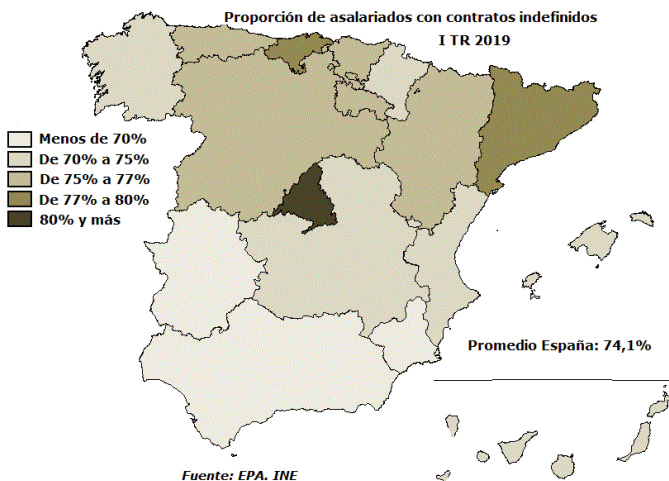 Proporción de asalariados con contratos indefinidos
I TR 2019
Menos de 70%
De 70% a 75%
De 75% a 77%
De 77% a 80%
80% y más
Promedio España: 74,1%
Fuente: EPA. INE